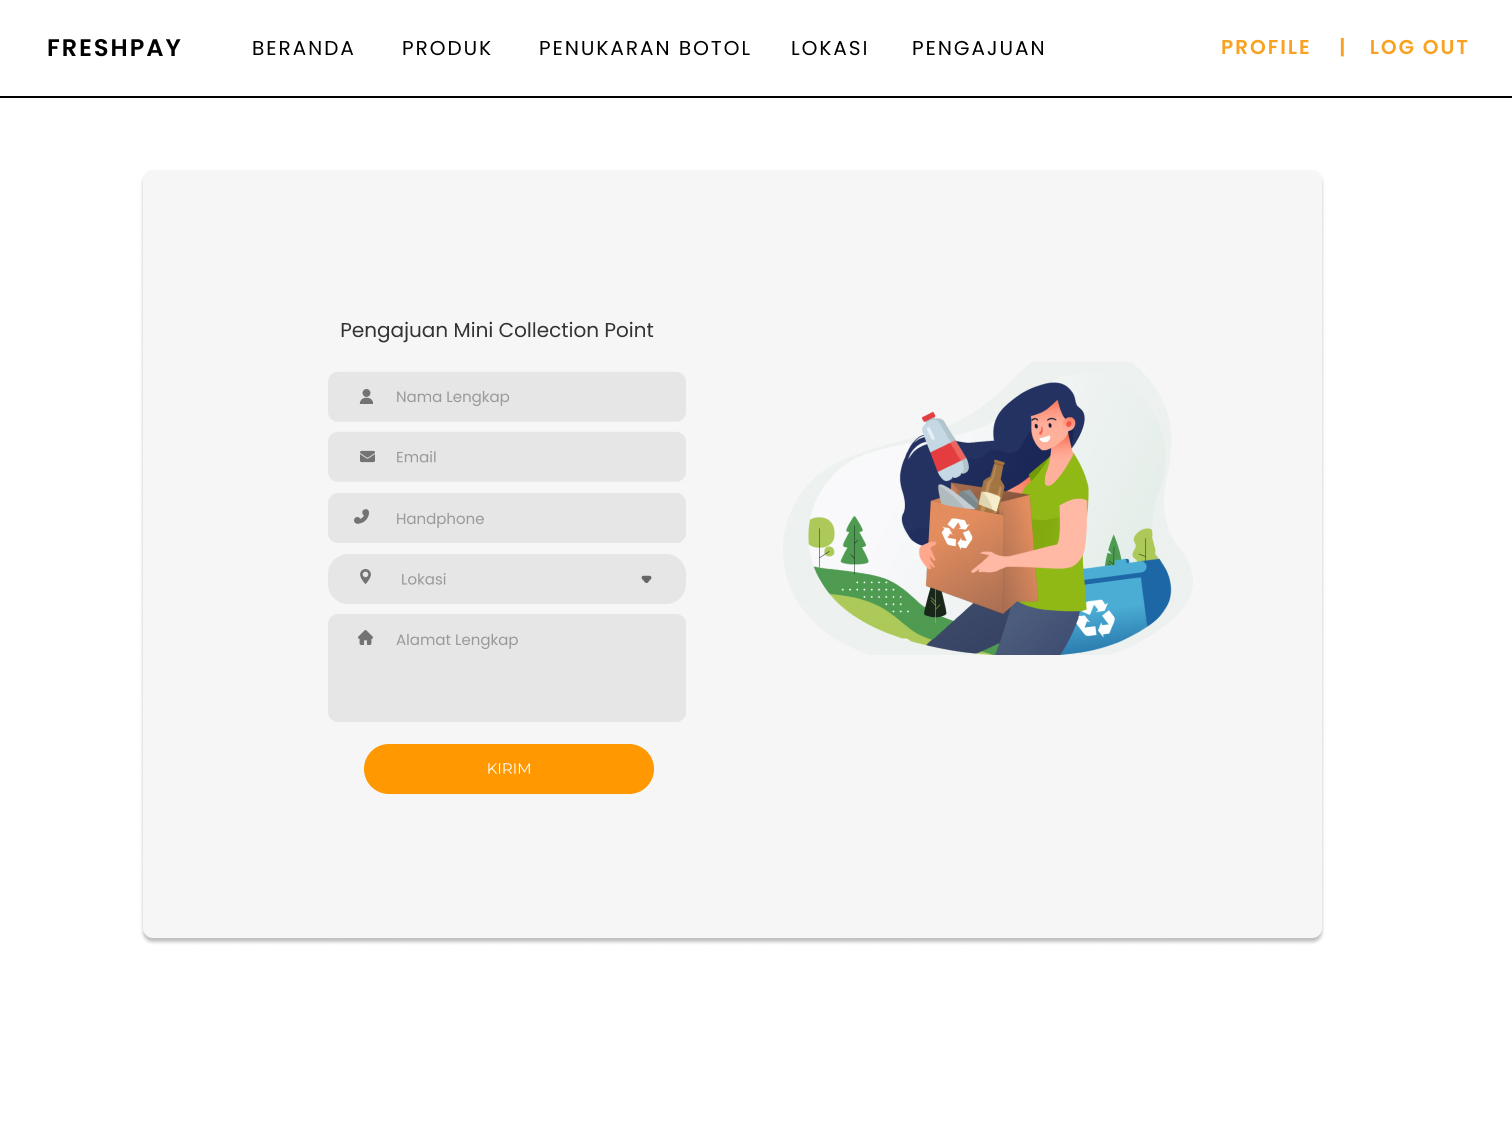 FRESHPAY BERANDA PRODUK PENUKARAN BOTOL LOKASI PENGAJUAN PROFILE | LOG OUT
Pengajuan Mini Collection Point
Nama Lengkap
Email
Handphone
Lokasi
Alamat Lengkap
KIRIM